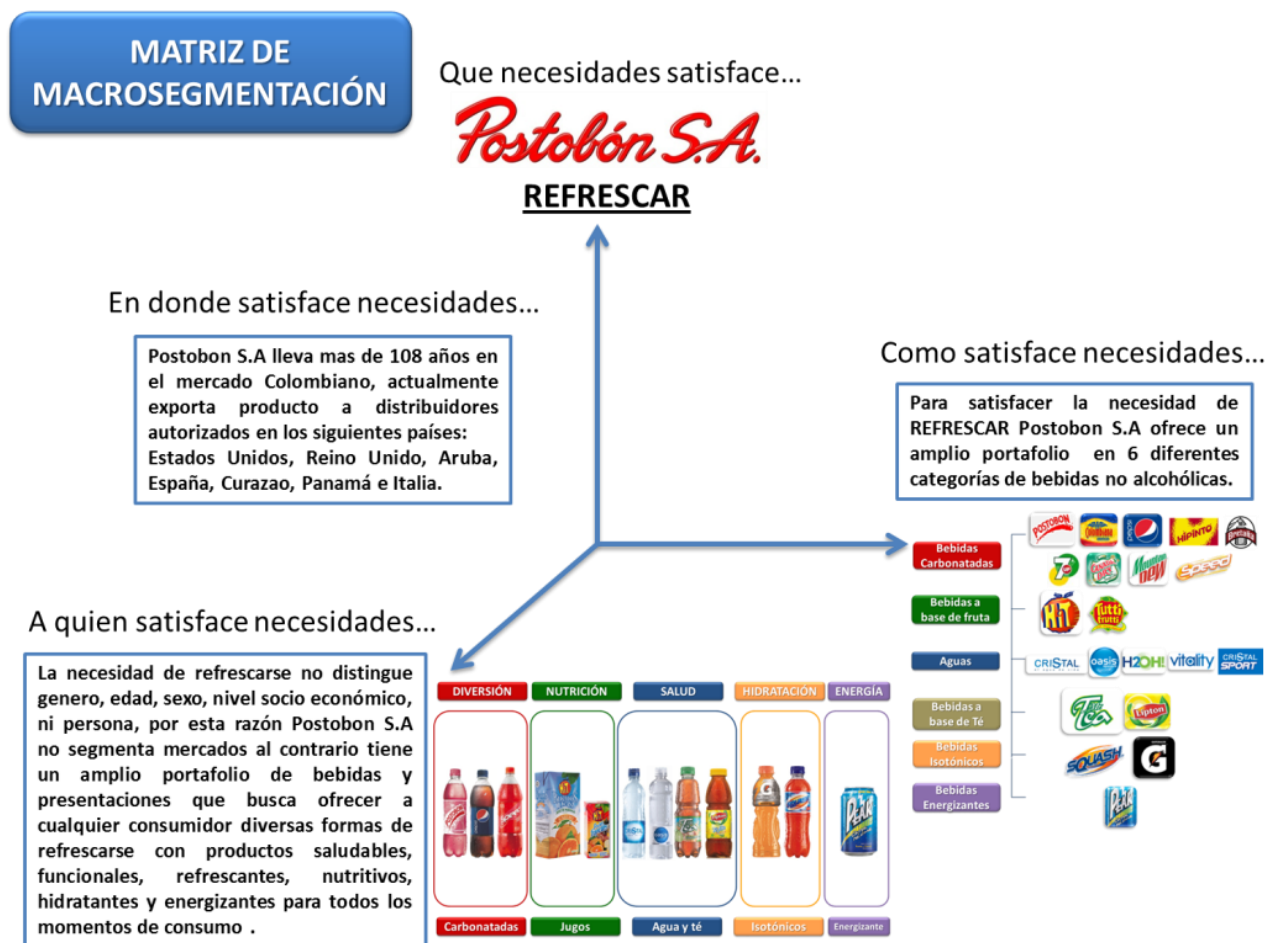 MATRIZ DE
MACROSEGMENTACIÓN
Que necesidades satisface...
Postobón S.A.
REFRESCAR
En donde satisface necesidades...
Postobon S.A lleva mas de 108 años en
el mercado Colombiano, actualmente
exporta producto a distribuidores
autorizados en los siguientes países:
Estados Unidos, Reino Unido, Aruba,
España, Curazao, Panamá e Italia.
Como satisface necesidades...
Para satisfacer la necesidad de
REFRESCAR Postobon S.A ofrece un
amplio portafolio en 6 diferentes
categorías de bebidas no alcohólicas.
Bebidas
Carbonatadas
POSTOBON
pepsi
HIPINTO
Bretaña
7
Canada Dry
Mountain
DEW
Speed
Bebidas a
base de fruta
HIT
Tutti
frutti
Aguas
CRISTAL
oasis
H2OH!
vitality
CRISTAL
SPORT
Bebidas a
base de Té
Mr Tea
Lipton
Bebidas
Isotónicos
SQUASH
G
Bebidas
Energizantes
PEAK
A quien satisface necesidades...
La necesidad de refrescarse no distingue
genero, edad, sexo, nivel socio económico,
ni persona, por esta razón Postobon S.A
no segmenta mercados al contrario tiene
un amplio portafolio de bebidas y
presentaciones que busca ofrecer a
cualquier consumidor diversas formas de
refrescarse con productos saludables,
funcionales, refrescantes, nutritivos,
hidratantes y energizantes para todos los
momentos de consumo .
DIVERSIÓN
NUTRICIÓN
SALUD
HIDRATACIÓN
ENERGÍA
pepsi
CRISTAL
oasis
G
PEAK
Carbonatadas
Jugos
Agua y té
Isotónicos
Energizante